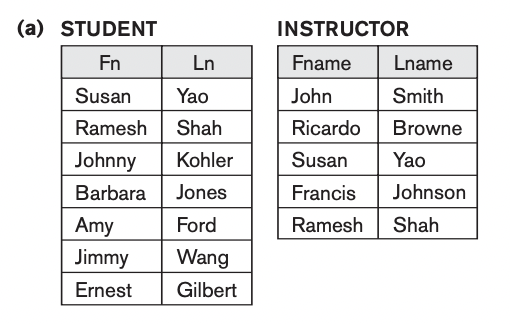 (a) STUDENT INSTRUCTOR
Fn Ln Fname Lname
Susan Yao John Smith
Ramesh Shah Ricardo Browne
Johnny Kohler Susan Yao
Barbara Jones Francis Johnson
Amy Ford Ramesh Shah
Jimmy Wang
Ernest Gilbert